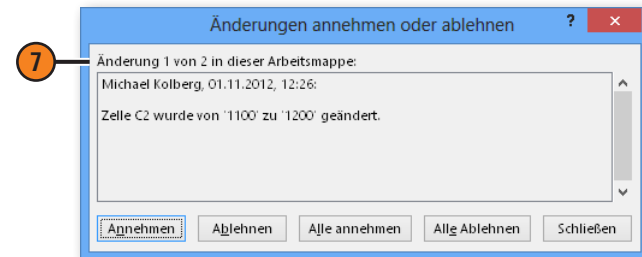 Änderungen annehmen oder ablehnen ? ×
7 Änderung 1 von 2 in dieser Arbeitsmappe:
Michael Kolberg, 01.11.2012, 12:26:
Zelle C2 wurde von '1100' zu '1200' geändert.
Annehmen Ablehnen Alle annehmen Alle Ablehnen Schließen